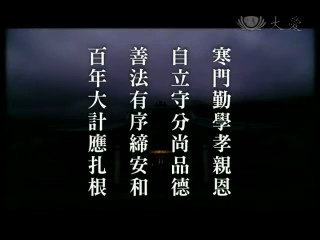 大愛
寒門勤學孝親恩
自立守分尚品德
善法有序締安和
百年大計應扎根